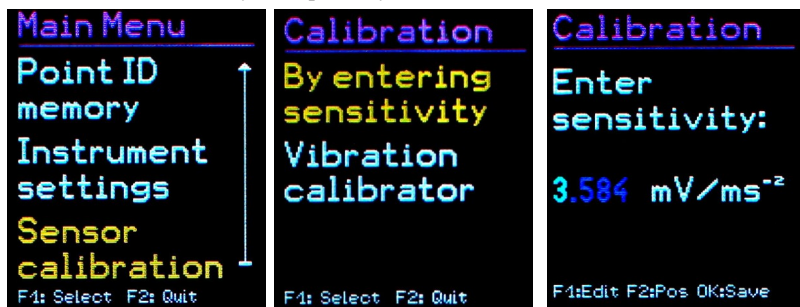 Main Menu
Point ID
memory
Instrument
settings
Sensor
calibration
F1: Select F2: Quit
Calibration
By entering
sensitivity
Vibration
calibrator
F1: Select F2: Quit
Calibration
Enter
sensitivity:
3.584 mV/ms⁻²
F1:Edit F2:Pos OK:Save